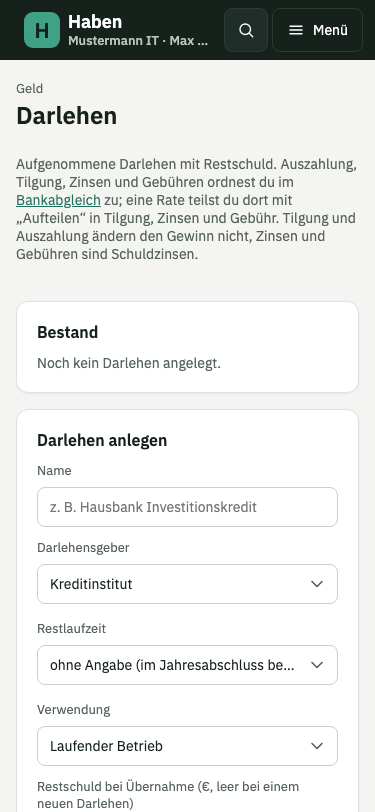 H
Haben
Mustermann IT · Max ...
Menü
Geld
Darlehen
Aufgenommene Darlehen mit Restschuld. Auszahlung,
Tilgung, Zinsen und Gebühren ordnest du im
Bankabgleich zu; eine Rate teilst du dort mit
„Aufteilen“ in Tilgung, Zinsen und Gebühr. Tilgung und
Auszahlung ändern den Gewinn nicht, Zinsen und
Gebühren sind Schuldzinsen.
Bestand
Noch kein Darlehen angelegt.
Darlehen anlegen
Name
z. B. Hausbank Investitionskredit
Darlehensgeber
Kreditinstitut
Restlaufzeit
ohne Angabe (im Jahresabschluss be...
Verwendung
Laufender Betrieb
Restschuld bei Übernahme (€, leer bei einem
neuen Darlehen)